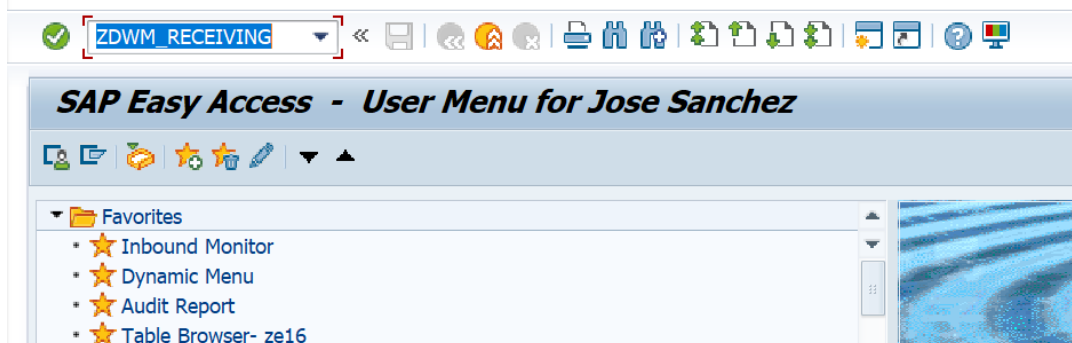 ZDWM_RECEIVING
SAP Easy Access - User Menu for Jose Sanchez
Favorites
Inbound Monitor
Dynamic Menu
Audit Report
Table Browser- ze16